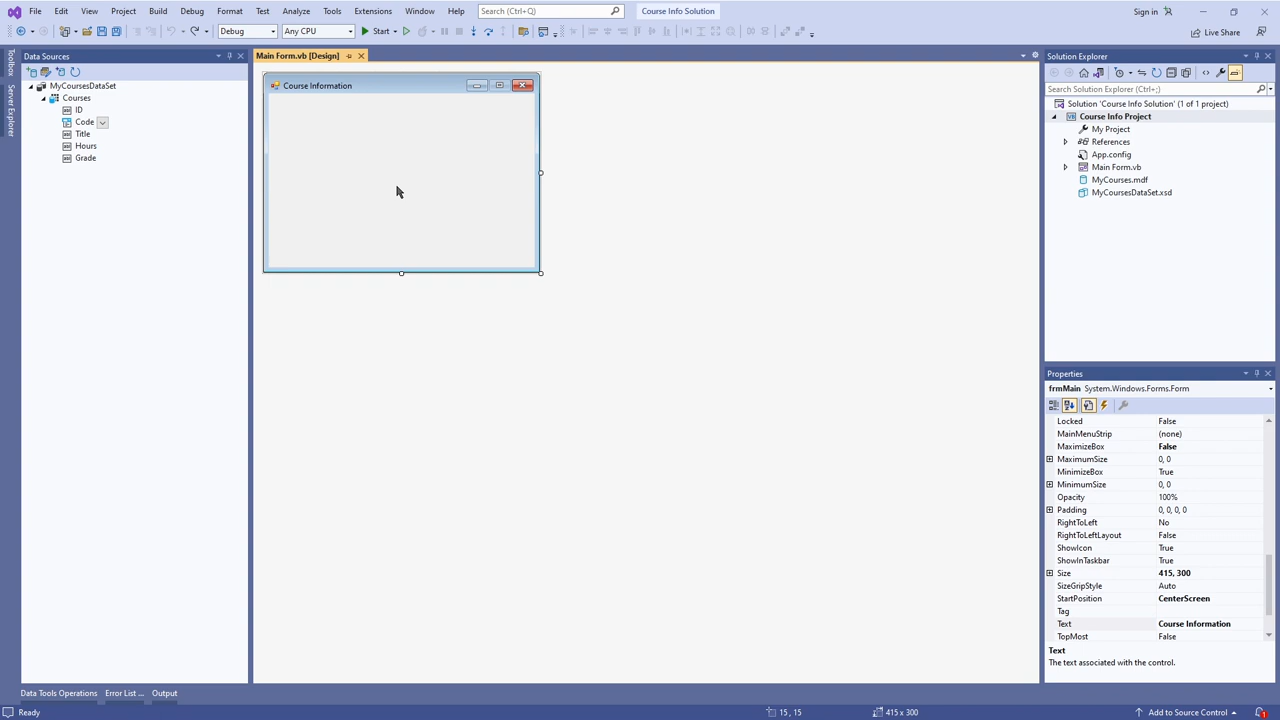 File Edit View Project Build Debug Format Test Analyze Tools Extensions Window Help Search (Ctrl+Q) Course Info Solution Sign in
Debug Any CPU Start Live Share
Toolbox
Server Explorer
Data Sources
MyCoursesDataSet
Courses
ID
Code
Title
Hours
Grade
Main Form.vb [Design]
Course Information
Solution Explorer
Search Solution Explorer (Ctrl+;)
Solution 'Course Info Solution' (1 of 1 project)
Course Info Project
My Project
References
App.config
Main Form.vb
MyCourses.mdf
MyCoursesDataSet.xsd
Properties
frmMain System.Windows.Forms.Form
Locked False
MainMenuStrip (none)
MaximizeBox False
MaximumSize 0, 0
MinimizeBox True
MinimumSize 0, 0
Opacity 100%
Padding 0, 0, 0, 0
RightToLeft No
RightToLeftLayout False
ShowIcon True
ShowInTaskbar True
Size 415, 300
SizeGripStyle Auto
StartPosition CenterScreen
Tag
Text Course Information
TopMost False
Text
The text associated with the control.
Data Tools Operations Error List ... Output
Ready 15 , 15 415 x 300 Add to Source Control 1